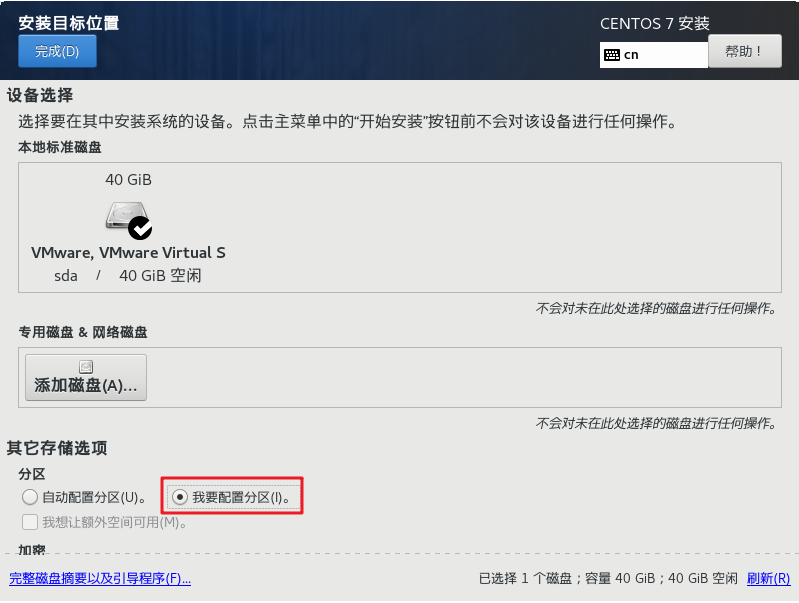 安装目标位置
CENTOS 7 安装
完成(D)
cn
帮助！
设备选择
选择要在其中安装系统的设备。点击主菜单中的“开始安装”按钮前不会对该设备进行任何操作。
本地标准磁盘
40 GiB
VMware, VMware Virtual S
sda / 40 GiB 空闲
不会对未在此处选择的磁盘进行任何操作。
专用磁盘 & 网络磁盘
添加磁盘(A)...
不会对未在此处选择的磁盘进行任何操作。
其它存储选项
分区
自动配置分区(U)。 我要配置分区(I)。
我想让额外空间可用(M)。
加密
完整磁盘摘要以及引导程序(F)... 已选择 1 个磁盘；容量 40 GiB；40 GiB 空闲 刷新(R)